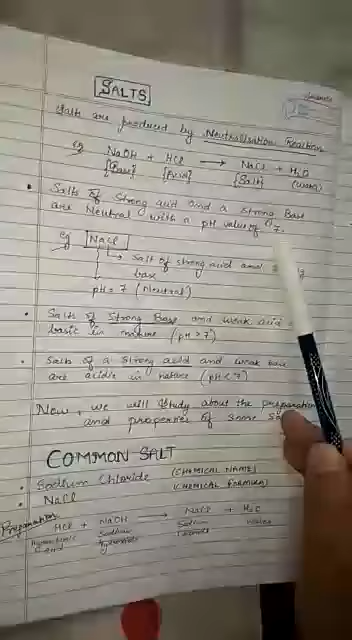 SALTS
Salts are produced by Neutralisation Reaction
eg NaOH + HCl → NaCl + H2O
(Base) (Acid) (Salt) (Water)
• Salts of Strong acid and a Strong Base
are Neutral with a pH value of 7.
eg NaCl
→ Salt of strong acid and
base
pH = 7 (Neutral)
• Salts of Strong Base and weak acid
basic in nature (pH > 7)
• Salts of a strong acid and weak base
are acidic in nature (pH < 7)
Now, we will study about the preparation
and properties of some
COMMON SALT
• Sodium Chloride (CHEMICAL NAME)
• NaCl (CHEMICAL FORMULA)
Preparation
HCl + NaOH → NaCl + H2O
Acid Sodium Hydroxide Sodium Water